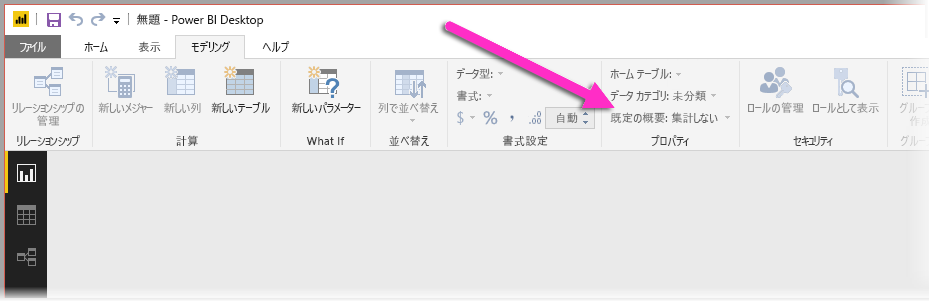 無題 - Power BI Desktop
ファイル ホーム 表示 モデリング ヘルプ
リレーションシップの
管理
リレーションシップ
新しいメジャー 新しい列 新しいテーブル
計算
新しいパラメーター
What If
列で並べ替え
並べ替え
データ型:
書式:
$ % , .00 自動
書式設定
ホーム テーブル:
データ カテゴリ: 未分類
既定の概要: 集計しない
プロパティ
ロールの管理 ロールとして表示
セキュリティ
グルー
作
グルー